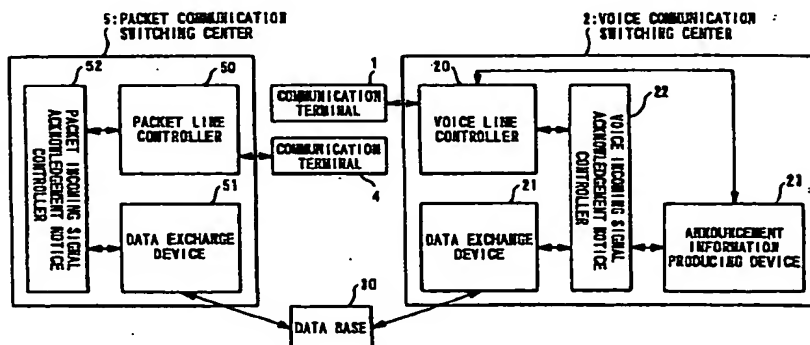 5:PACKET COMMUNICATION
SWITCHING CENTER
2:VOICE COMMUNICATION
SWITCHING CENTER
52
50
1
20
22
PACKET INCOMING SIGNAL
ACKNOWLEDGEMENT NOTICE
CONTROLLER
PACKET LINE
CONTROLLER
COMMUNICATION
TERMINAL
VOICE LINE
CONTROLLER
VOICE INCOMING SIGNAL
ACKNOWLEDGEMENT NOTICE
CONTROLLER
COMMUNICATION
TERMINAL
4
51
21
23
DATA EXCHANGE
DEVICE
DATA EXCHANGE
DEVICE
ANNOUNCEMENT
INFORMATION
PRODUCING DEVICE
30
DATA BASE